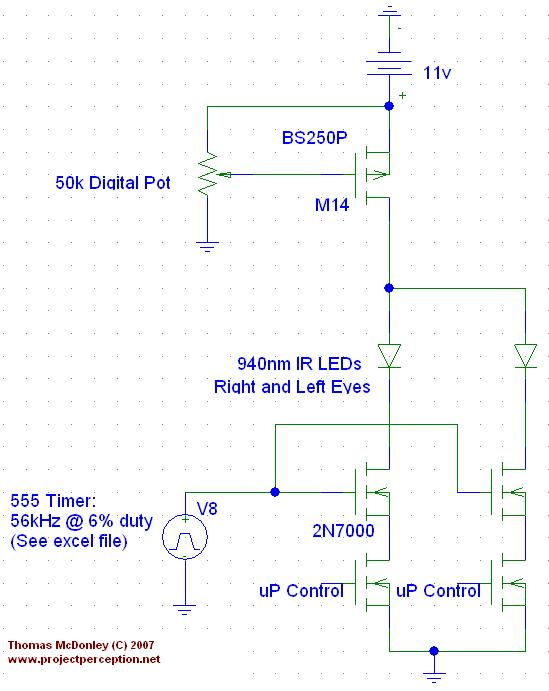 -
11v
+
BS250P
50k Digital Pot
M14
940nm IR LEDs
Right and Left Eyes
555 Timer:
56kHz @ 6% duty
(See excel file)
V8
+
-
2N7000
uP Control
uP Control
Thomas McDonley (C) 2007
www.projectperception.net